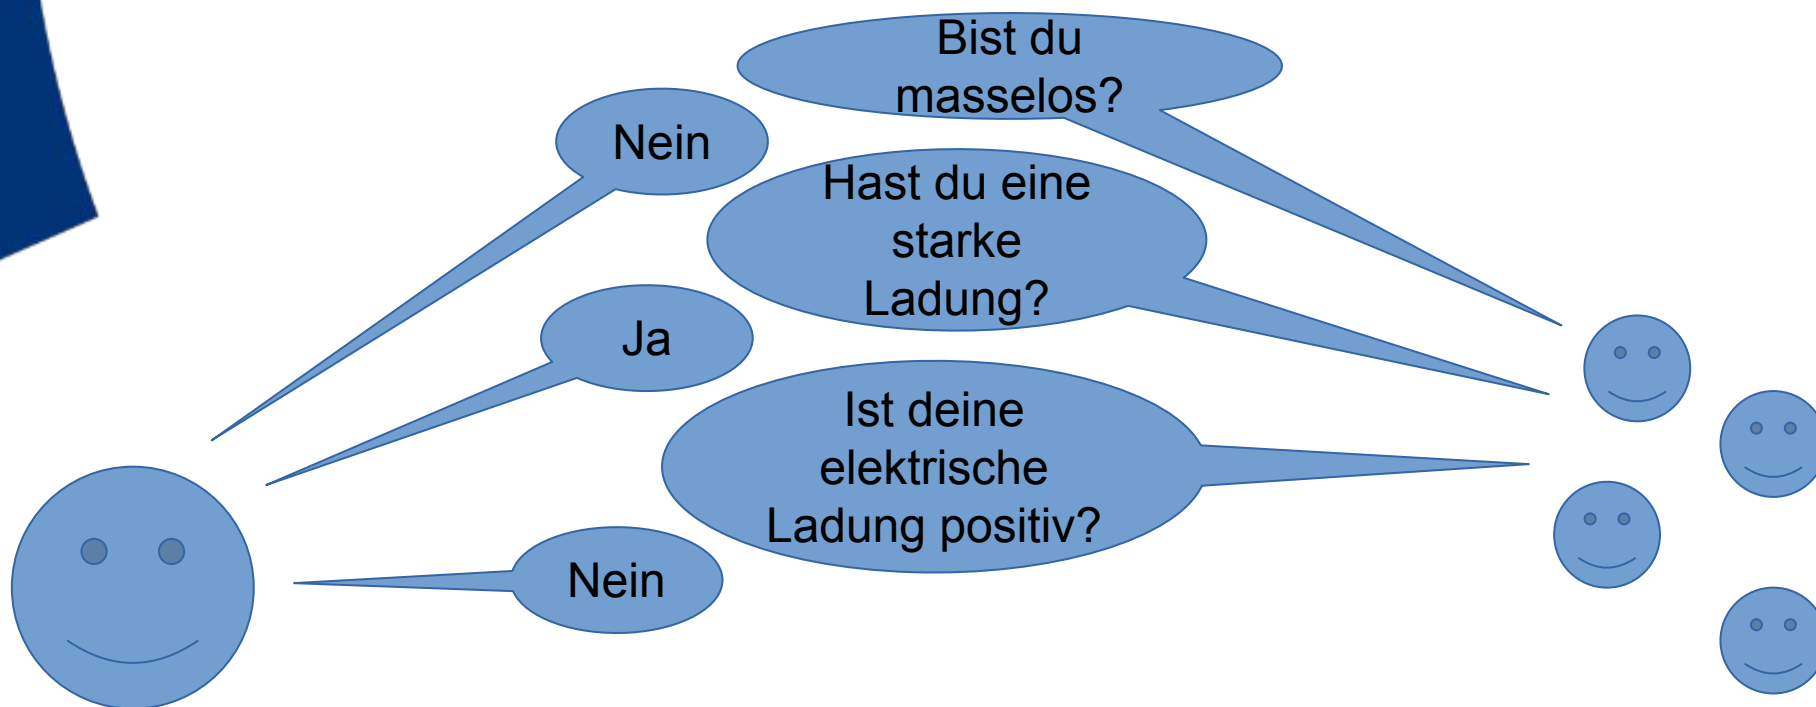 Bist du
masselos?
Nein
Hast du eine
starke
Ladung?
Ja
Ist deine
elektrische
Ladung positiv?
Nein